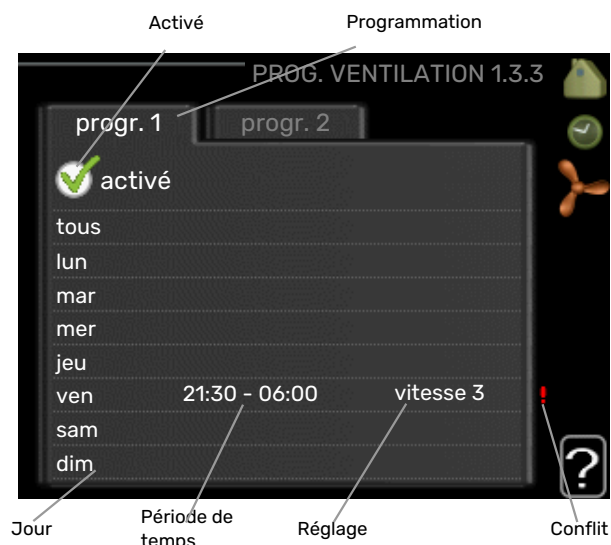 Activé
Programmation
PROG. VENTILATION 1.3.3
progr. 1
progr. 2
activé
tous
lun
mar
mer
jeu
ven 21:30 - 06:00 vitesse 3 !
sam
dim
?
Jour
Période de
temps
Réglage
Conflit